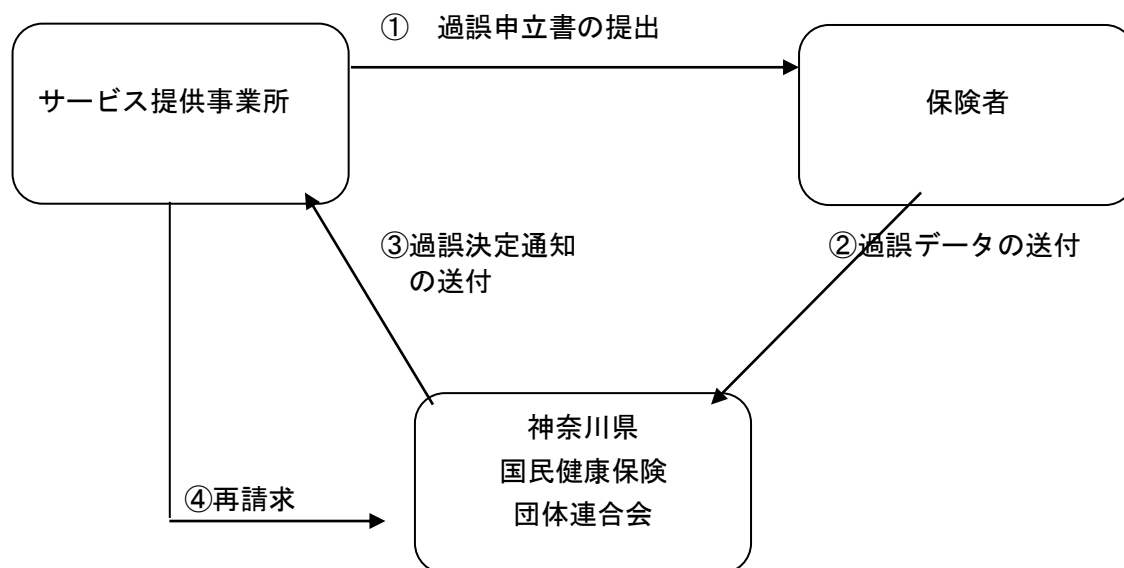 ① 過誤申立書の提出
サービス提供事業所
保険者
③過誤決定通知
の送付
②過誤データの送付
神奈川県
国民健康保険
団体連合会
④再請求